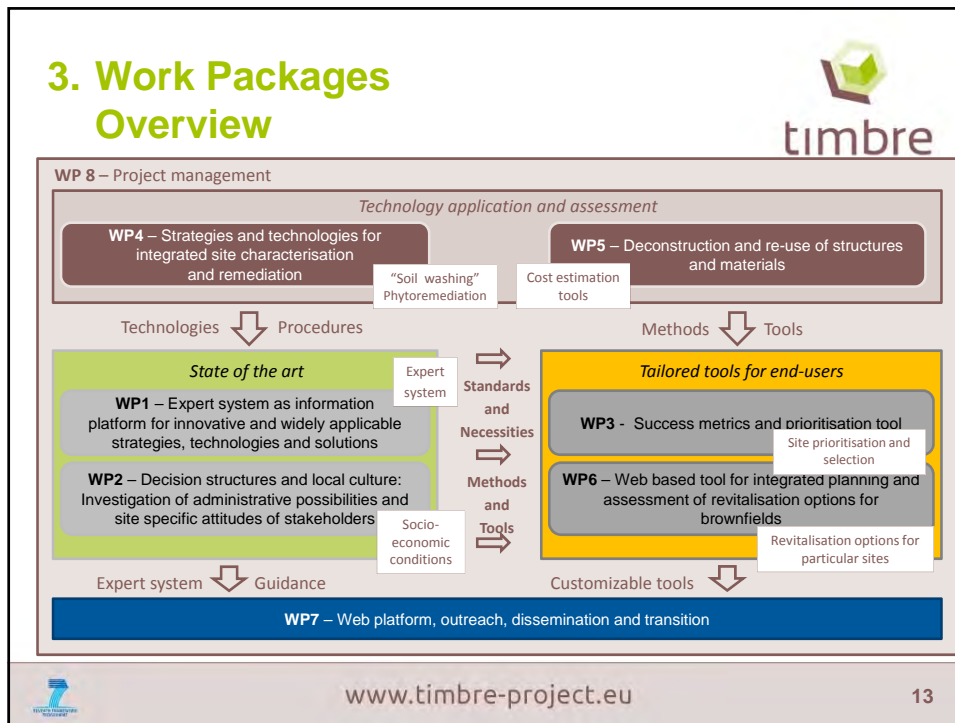 3. Work Packages
Overview
timbre
WP 8 – Project management
Technology application and assessment
WP4 – Strategies and technologies for
integrated site characterisation
and remediation
WP5 – Deconstruction and re-use of structures
and materials
“Soil washing”
Phytoremediation
Cost estimation
tools
Technologies
Procedures
Methods
Tools
State of the art
Expert
system
WP1 – Expert system as information
platform for innovative and widely applicable
strategies, technologies and solutions
WP2 – Decision structures and local culture:
Investigation of administrative possibilities and
site specific attitudes of stakeholders
Socio-
economic
conditions
Standards
and
Necessities
Methods
and
Tools
Tailored tools for end-users
WP3 - Success metrics and prioritisation tool
Site prioritisation and
selection
WP6 – Web based tool for integrated planning and
assessment of revitalisation options for
brownfields
Revitalisation options for
particular sites
Expert system
Guidance
Customizable tools
WP7 – Web platform, outreach, dissemination and transition
www.timbre-project.eu
13